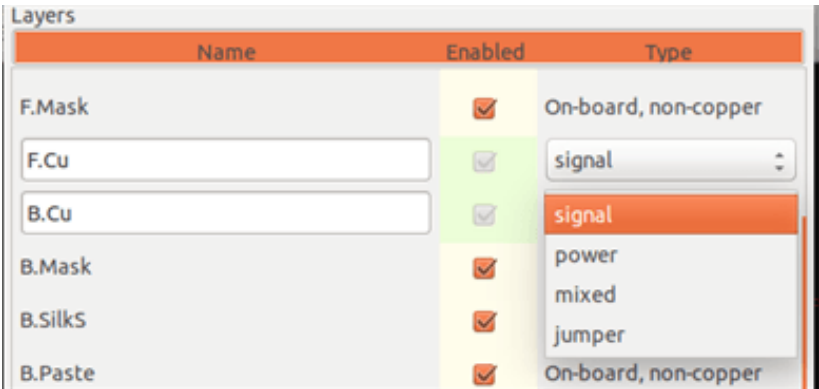 Layers
Name Enabled Type
F.Mask On-board, non-copper
F.Cu signal
B.Cu signal
power
B.Mask mixed
B.SilkS jumper
B.Paste On-board, non-copper